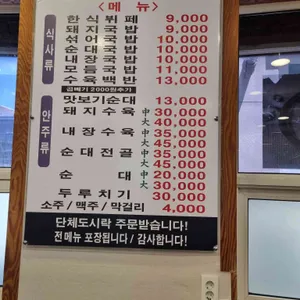 <메뉴>
식사류
한식뷔페 9,000
돼지국밥 9,000
섞어국밥 10,000
순대국밥 10,000
내장국밥 10,000
모듬국밥 11,000
수육백반 13,000
곱빼기 2000원추가
안주류
맛보기순대 13,000
돼지수육 中 30,000
大 40,000
내장수육 中 35,000
大 45,000
순대전골 中 35,000
大 45,000
순대 中 20,000
大 30,000
두루치기 30,000
소주/맥주/막걸리 4,000
단체도시락 주문받습니다!
전메뉴 포장됩니다/감사합니다!